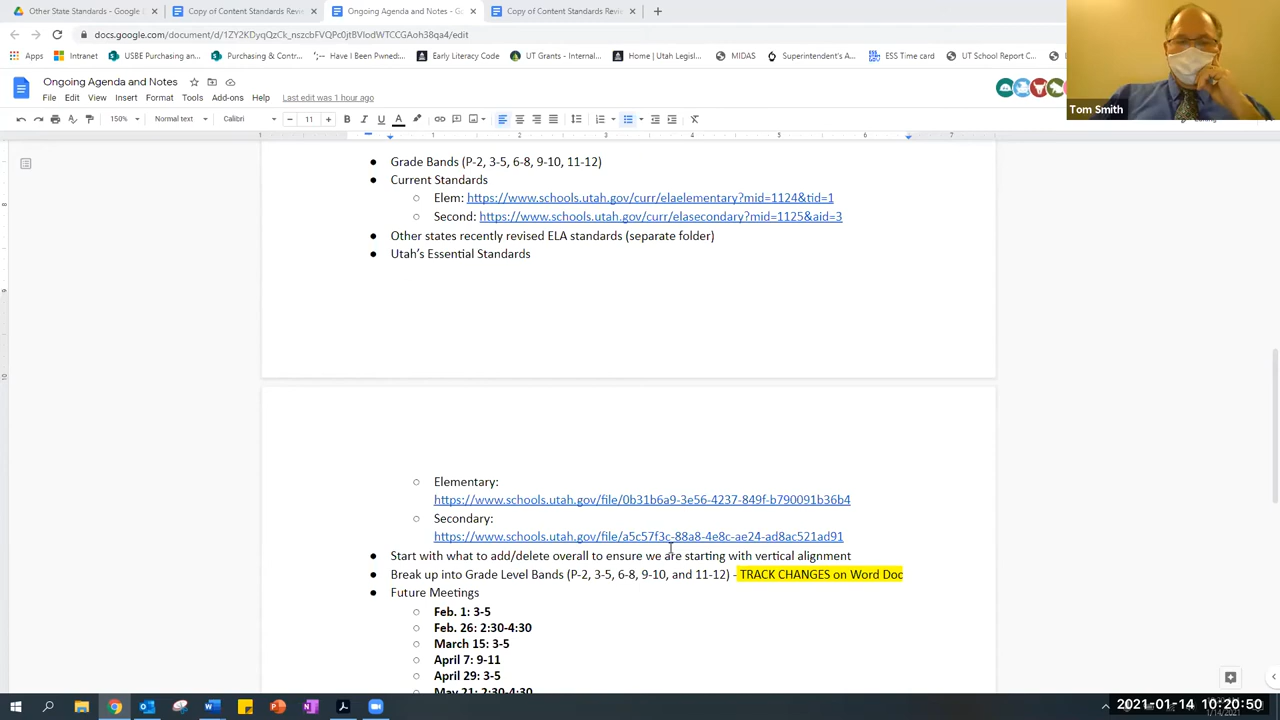 Other State Standards - Google
Copy of Content Standards Revi
Ongoing Agenda and Notes - Go
Copy of Content Standards Revi
docs.google.com/document/d/1ZY2KDyqQzCk_nszcbFVQPc0jtBVlodWTCCGAoh38qa4/edit
Apps
Intranet
USBE Purchasing an...
Purchasing & Contr...
Have I Been Pwned:...
Early Literacy Code
UT Grants - Internal...
Home | Utah Legisl...
MIDAS
Superintendent's A...
ESS Time card
UT School Report C...
Ongoing Agenda and Notes
File Edit View Insert Format Tools Add-ons Help Last edit was 1 hour ago
150% Normal text Calibri 11
Tom Smith
Grade Bands (P-2, 3-5, 6-8, 9-10, 11-12)
Current Standards
Elem: https://www.schools.utah.gov/curr/elaelementary?mid=1124&tid=1
Second: https://www.schools.utah.gov/curr/elasecondary?mid=1125&aid=3
Other states recently revised ELA standards (separate folder)
Utah's Essential Standards
Elementary:
https://www.schools.utah.gov/file/0b31b6a9-3e56-4237-849f-b790091b36b4
Secondary:
https://www.schools.utah.gov/file/a5c57f3c-88a8-4e8c-ae24-ad8ac521ad91
Start with what to add/delete overall to ensure we are starting with vertical alignment
Break up into Grade Level Bands (P-2, 3-5, 6-8, 9-10, and 11-12) - TRACK CHANGES on Word Doc
Future Meetings
Feb. 1: 3-5
Feb. 26: 2:30-4:30
March 15: 3-5
April 7: 9-11
April 29: 3-5
May 21: 2:30-4:30
2021-01-14 10:20:50